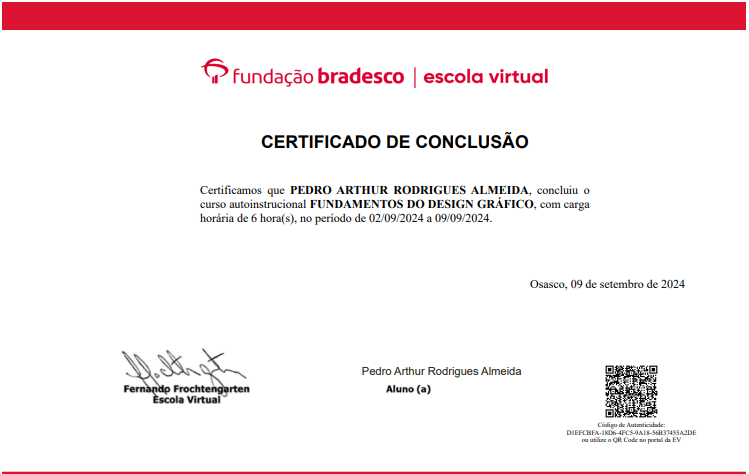 fundação bradesco | escola virtual
CERTIFICADO DE CONCLUSÃO
Certificamos que PEDRO ARTHUR RODRIGUES ALMEIDA, concluiu o
curso autoinstrucional FUNDAMENTOS DO DESIGN GRÁFICO, com carga
horária de 6 hora(s), no período de 02/09/2024 a 09/09/2024.
Osasco, 09 de setembro de 2024
Fernando Frochtengarten
Escola Virtual
Pedro Arthur Rodrigues Almeida
Aluno (a)
Código de Autenticidade:
D1EFCBFA-18D6-4FC5-9A18-56B37455A2DE
ou utilize o QR Code no portal da EV